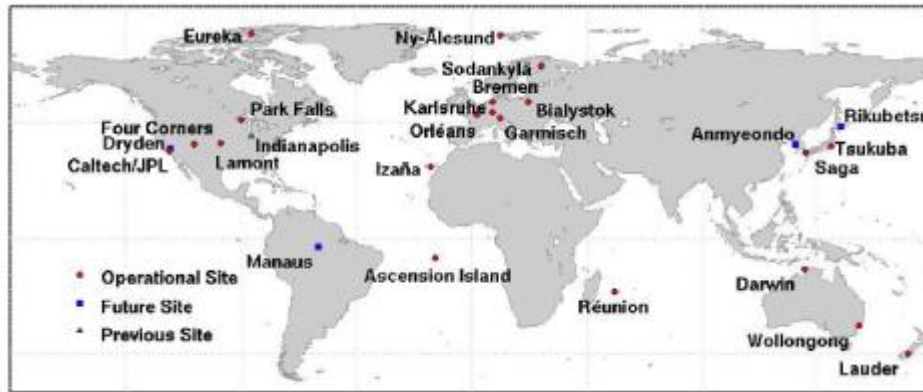 Eureka
Ny-Ålesund
Sodankyla
Bremen
Park Falls
Karlsruhe
Bialystok
Rikubetsu
Four Corners
Orléans
Garmisch
Anmyeondo
Dryden
Indianapolis
Tsukuba
Caltech/JPL
Lamont
Izaña
Saga
Manaus
Ascension Island
Operational Site
Darwin
Future Site
Réunion
Previous Site
Wollongong
Lauder